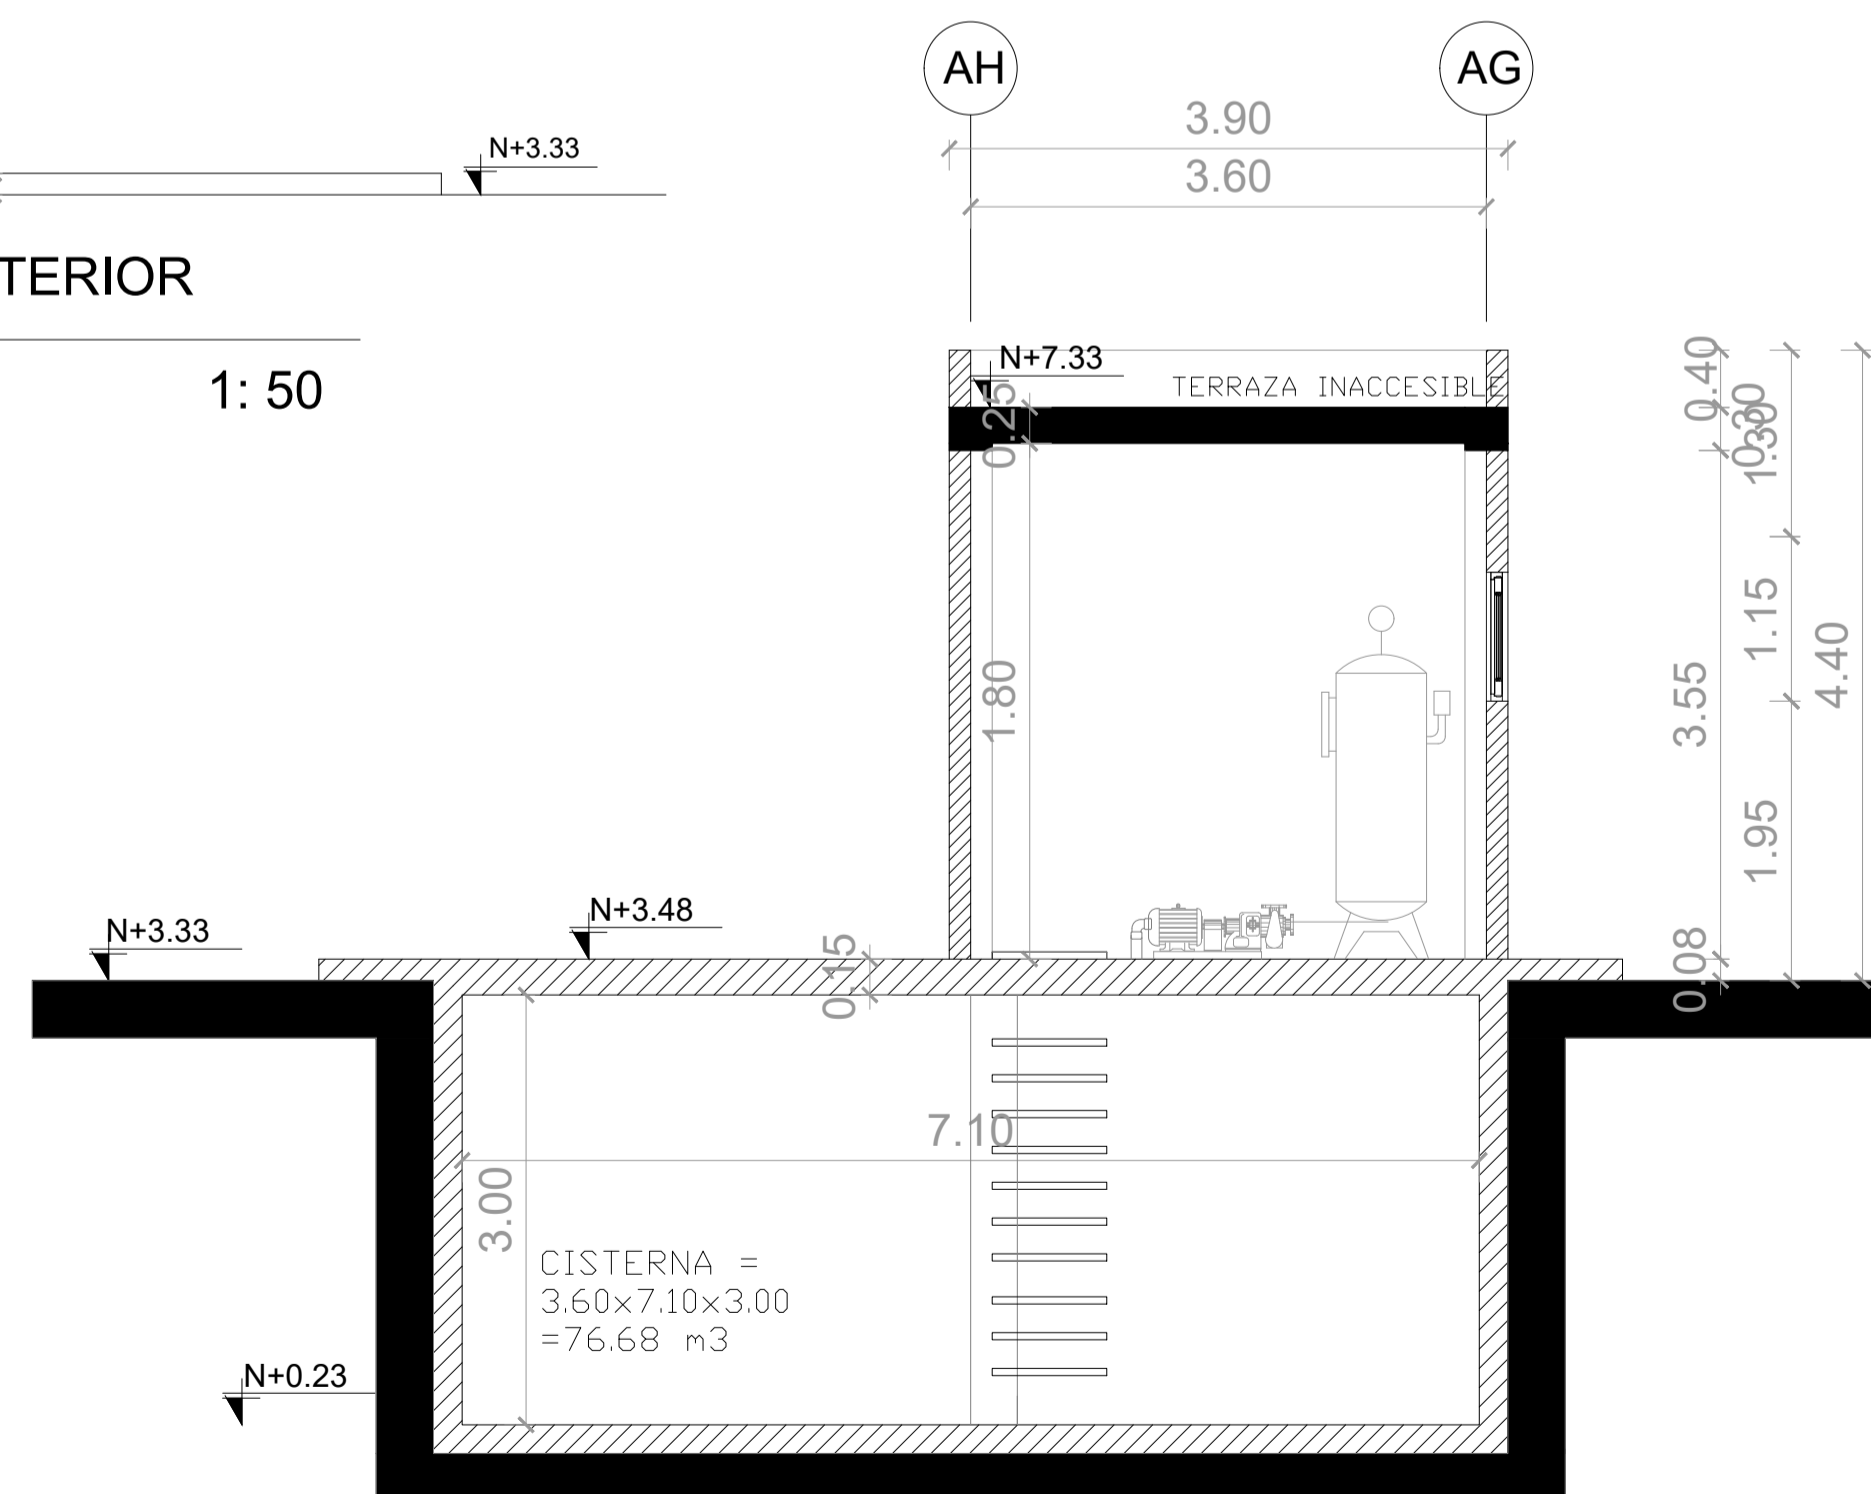 AH
AG
3.90
3.60
N+3.33
TERIOR
1: 50
N+7.33
TERRAZA INACCESIBLE
0.25
0.40
0.30
1.30
1.80
3.55
1.15
4.40
1.95
0.08
N+3.33
N+3.48
0.15
7.10
3.00
CISTERNA =
3.60x7.10x3.00
=76.68 m3
N+0.23